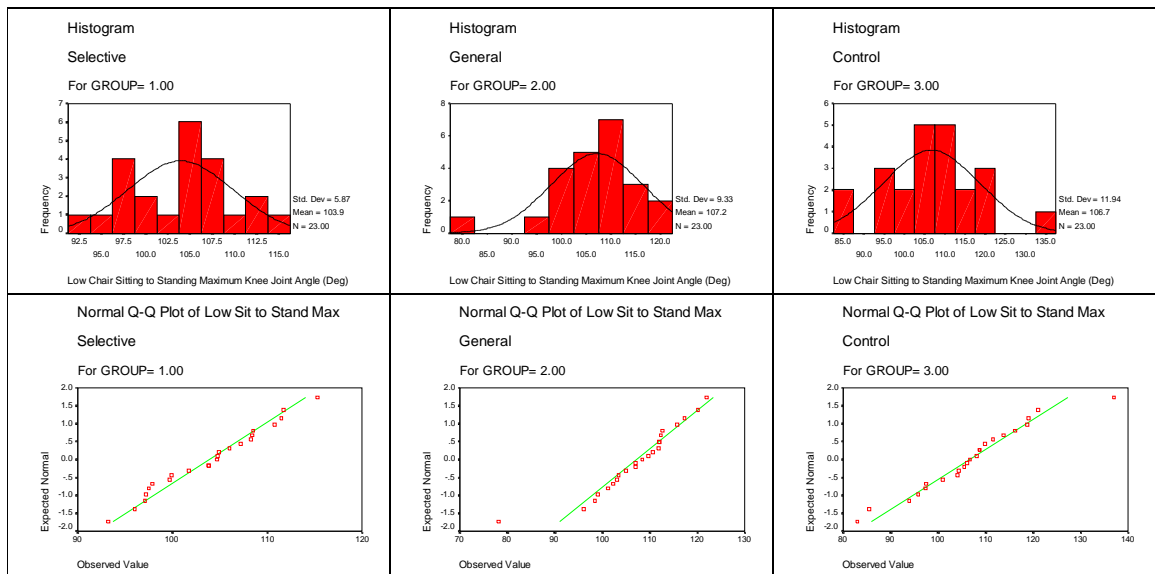 Histogram
Selective
For GROUP= 1.00
7
6
5
4
3
2
1
0
Frequency
92.5 97.5 102.5 107.5 112.5
95.0 100.0 105.0 110.0 115.0
Std. Dev = 5.87
Mean = 103.9
N = 23.00
Low Chair Sitting to Standing Maximum Knee Joint Angle (Deg)
Histogram
General
For GROUP= 2.00
8
6
4
2
0
Frequency
80.0 90.0 100.0 110.0 120.0
85.0 95.0 105.0 115.0
Std. Dev = 9.33
Mean = 107.2
N = 23.00
Low Chair Sitting to Standing Maximum Knee Joint Angle (Deg)
Histogram
Control
For GROUP= 3.00
6
5
4
3
2
1
0
Frequency
85.0 95.0 105.0 115.0 125.0 135.0
90.0 100.0 110.0 120.0 130.0
Std. Dev = 11.94
Mean = 106.7
N = 23.00
Low Chair Sitting to Standing Maximum Knee Joint Angle (Deg)
Normal Q-Q Plot of Low Sit to Stand Max
Selective
For GROUP= 1.00
2.0
1.5
1.0
.5
0.0
-.5
-1.0
-1.5
-2.0
Expected Normal
90 100 110 120
Observed Value
Normal Q-Q Plot of Low Sit to Stand Max
General
For GROUP= 2.00
2.0
1.5
1.0
.5
0.0
-.5
-1.0
-1.5
-2.0
Expected Normal
70 80 90 100 110 120 130
Observed Value
Normal Q-Q Plot of Low Sit to Stand Max
Control
For GROUP= 3.00
2.0
1.5
1.0
.5
0.0
-.5
-1.0
-1.5
-2.0
Expected Normal
80 90 100 110 120 130 140
Observed Value